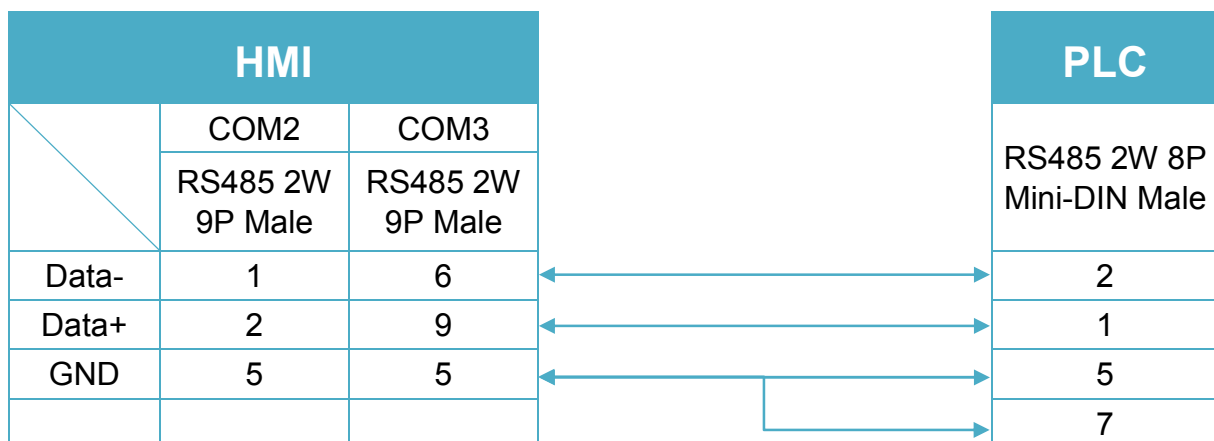 HMI PLC
COM2 COM3
RS485 2W RS485 2W RS485 2W 8P
9P Male 9P Male Mini-DIN Male
Data- 1 6 2
Data+ 2 9 1
GND 5 5 5
7